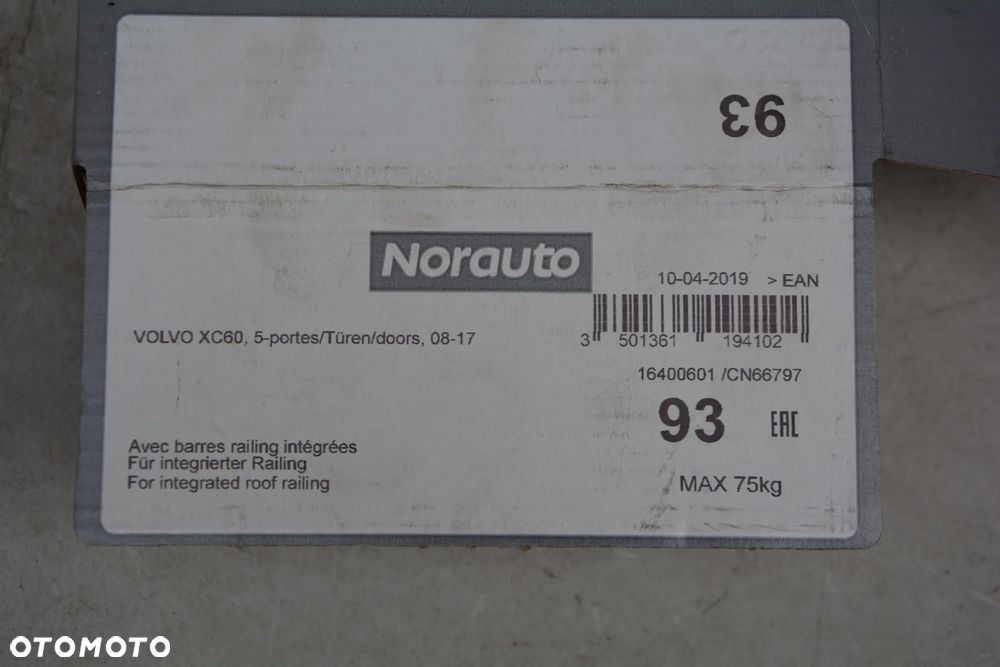 93
Norauto
10-04-2019 > EAN
VOLVO XC60, 5-portes/Türen/doors, 08-17
3 501361 194102
16400601 /CN66797
93 EAC
Avec barres railing intégrées
Für integrierter Railing
For integrated roof railing
MAX 75kg
OTOMOTO